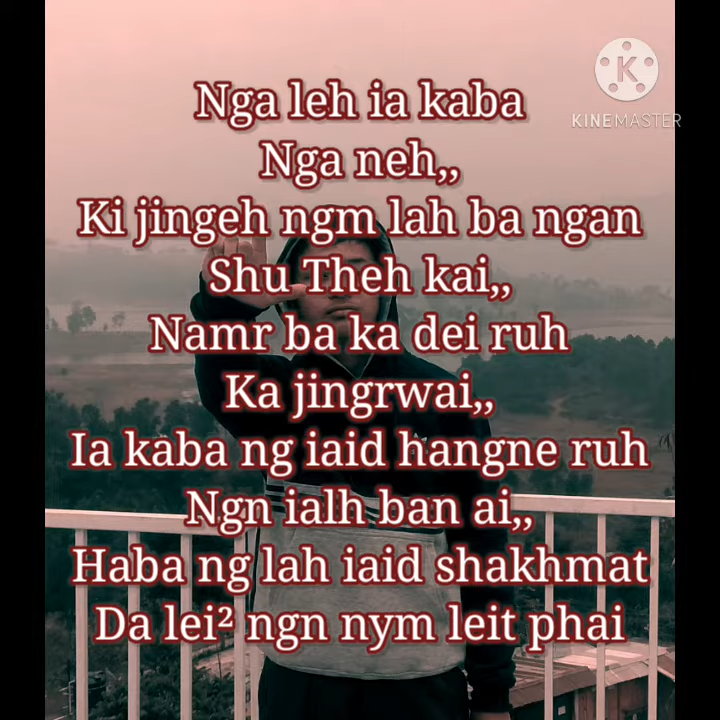 K
KINEMASTER
Nga leh ia kaba
Nga neh,,
Ki jingeh ngm lah ba ngan
Shu Theh kai,,
Namr ba ka dei ruh
Ka jingrwai,,
Ia kaba ng iaid hangne ruh
Ngn ialh ban ai,,
Haba ng lah iaid shakhmat
Da lei² ngn nym leit phai